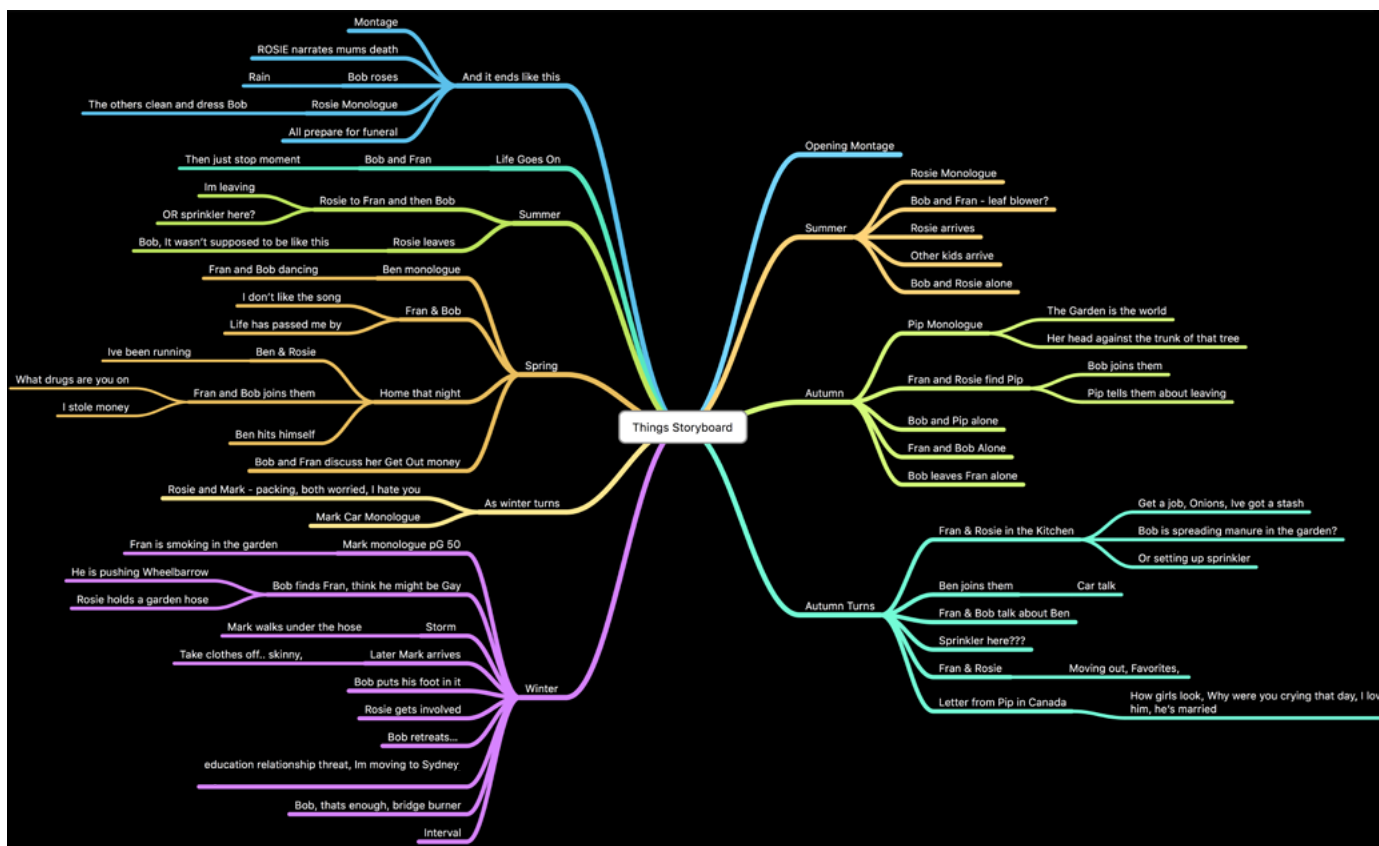 Things Storyboard
Opening Montage
Summer
Rosie Monologue
Bob and Fran - leaf blower?
Rosie arrives
Other kids arrive
Bob and Rosie alone
Autumn
Pip Monologue
The Garden is the world
Her head against the trunk of that tree
Fran and Rosie find Pip
Bob joins them
Pip tells them about leaving
Bob and Pip alone
Fran and Bob Alone
Bob leaves Fran alone
Autumn Turns
Fran & Rosie in the Kitchen
Get a job, Onions, Ive got a stash
Bob is spreading manure in the garden?
Or setting up sprinkler
Ben joins them
Car talk
Fran & Bob talk about Ben
Sprinkler here???
Fran & Rosie
Moving out, Favorites,
Letter from Pip in Canada
How girls look, Why were you crying that day, I
him, he's married
And it ends like this
Montage
ROSIE narrates mums death
Bob roses
Rain
Rosie Monologue
The others clean and dress Bob
All prepare for funeral
Life Goes On
Bob and Fran
Then just stop moment
Summer
Rosie to Fran and then Bob
Im leaving
OR sprinkler here?
Rosie leaves
Bob, It wasn't supposed to be like this
Spring
Ben monologue
Fran and Bob dancing
Fran & Bob
I don't like the song
Life has passed me by
Home that night
Ben & Rosie
Ive been running
Fran and Bob joins them
What drugs are you on
I stole money
Ben hits himself
Bob and Fran discuss her Get Out money
As winter turns
Rosie and Mark - packing, both worried, I hate you
Mark Car Monologue
Winter
Mark monologue pG 50
Fran is smoking in the garden
Bob finds Fran, think he might be Gay
He is pushing Wheelbarrow
Rosie holds a garden hose
Storm
Mark walks under the hose
Later Mark arrives
Take clothes off.. skinny,
Bob puts his foot in it
Rosie gets involved
Bob retreats...
education relationship threat, Im moving to Sydney
Bob, thats enough, bridge burner
Interval